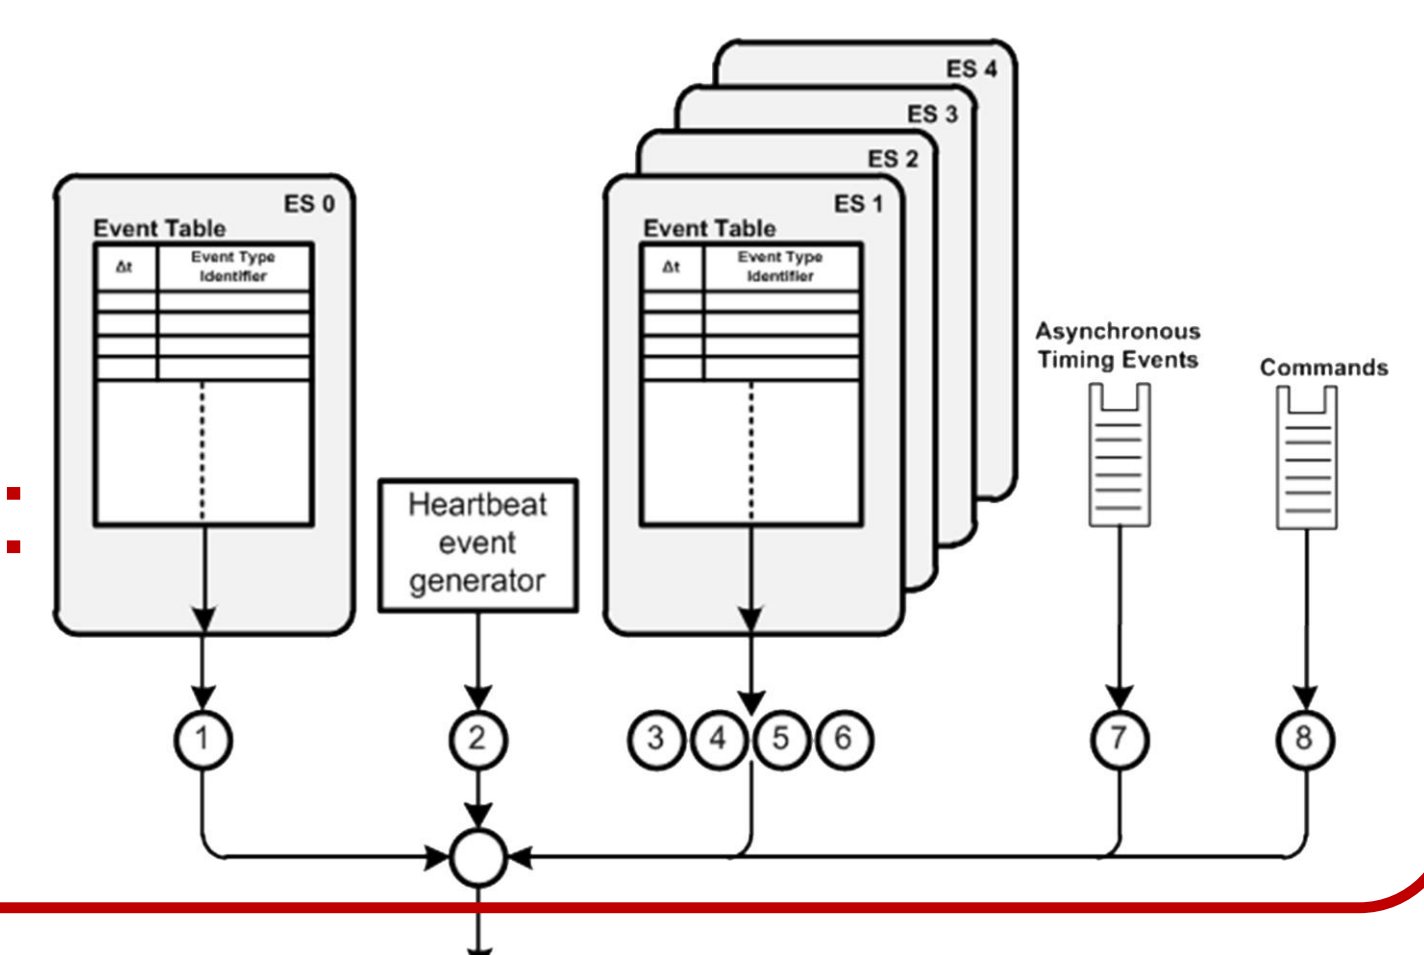 ES 4
ES 3
ES 2
ES 0
Event Table
Δt
Event Type
Identifier
ES 1
Event Table
Δt
Event Type
Identifier
Asynchronous
Timing Events
Commands
Heartbeat
event
generator
1
2
3
4
5
6
7
8